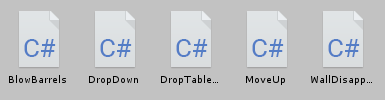 C# C# C# C# C#
BlowBarrels DropDown DropTable... MoveUp WallDisapp...